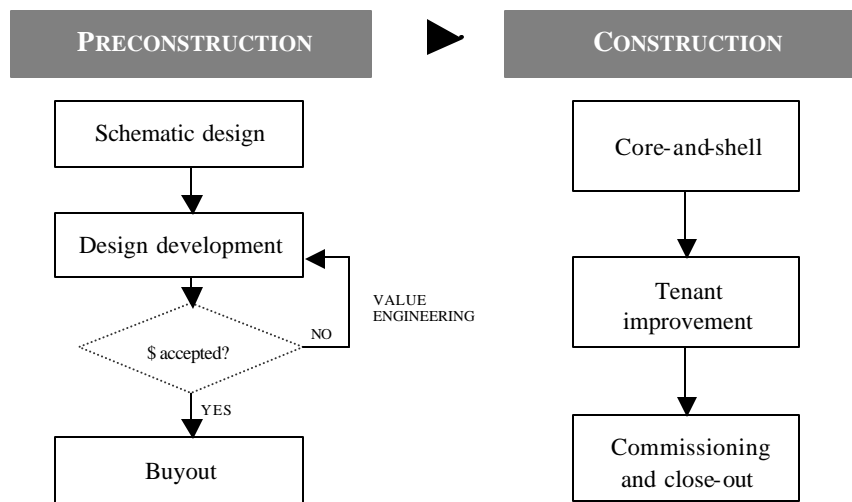 PRECONSTRUCTION
CONSTRUCTION
Schematic design
Design development
$ accepted?
NO
VALUE
ENGINEERING
YES
Buyout
Core-and-shell
Tenant
improvement
Commissioning
and close-out